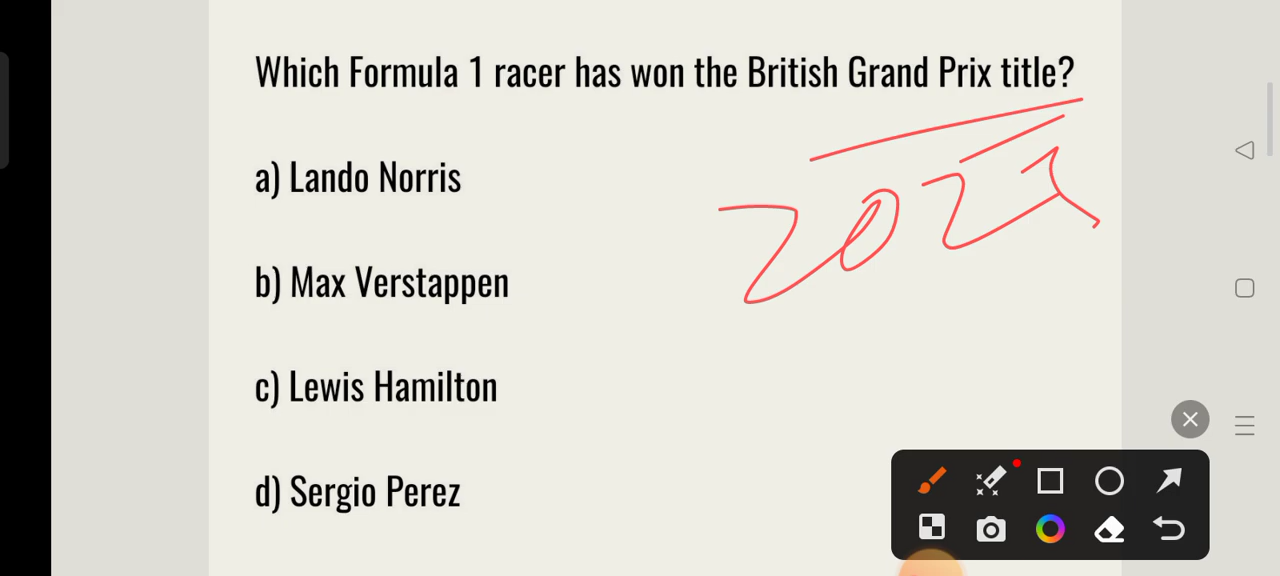 Which Formula 1 racer has won the British Grand Prix title?
a) Lando Norris
b) Max Verstappen
c) Lewis Hamilton
d) Sergio Perez